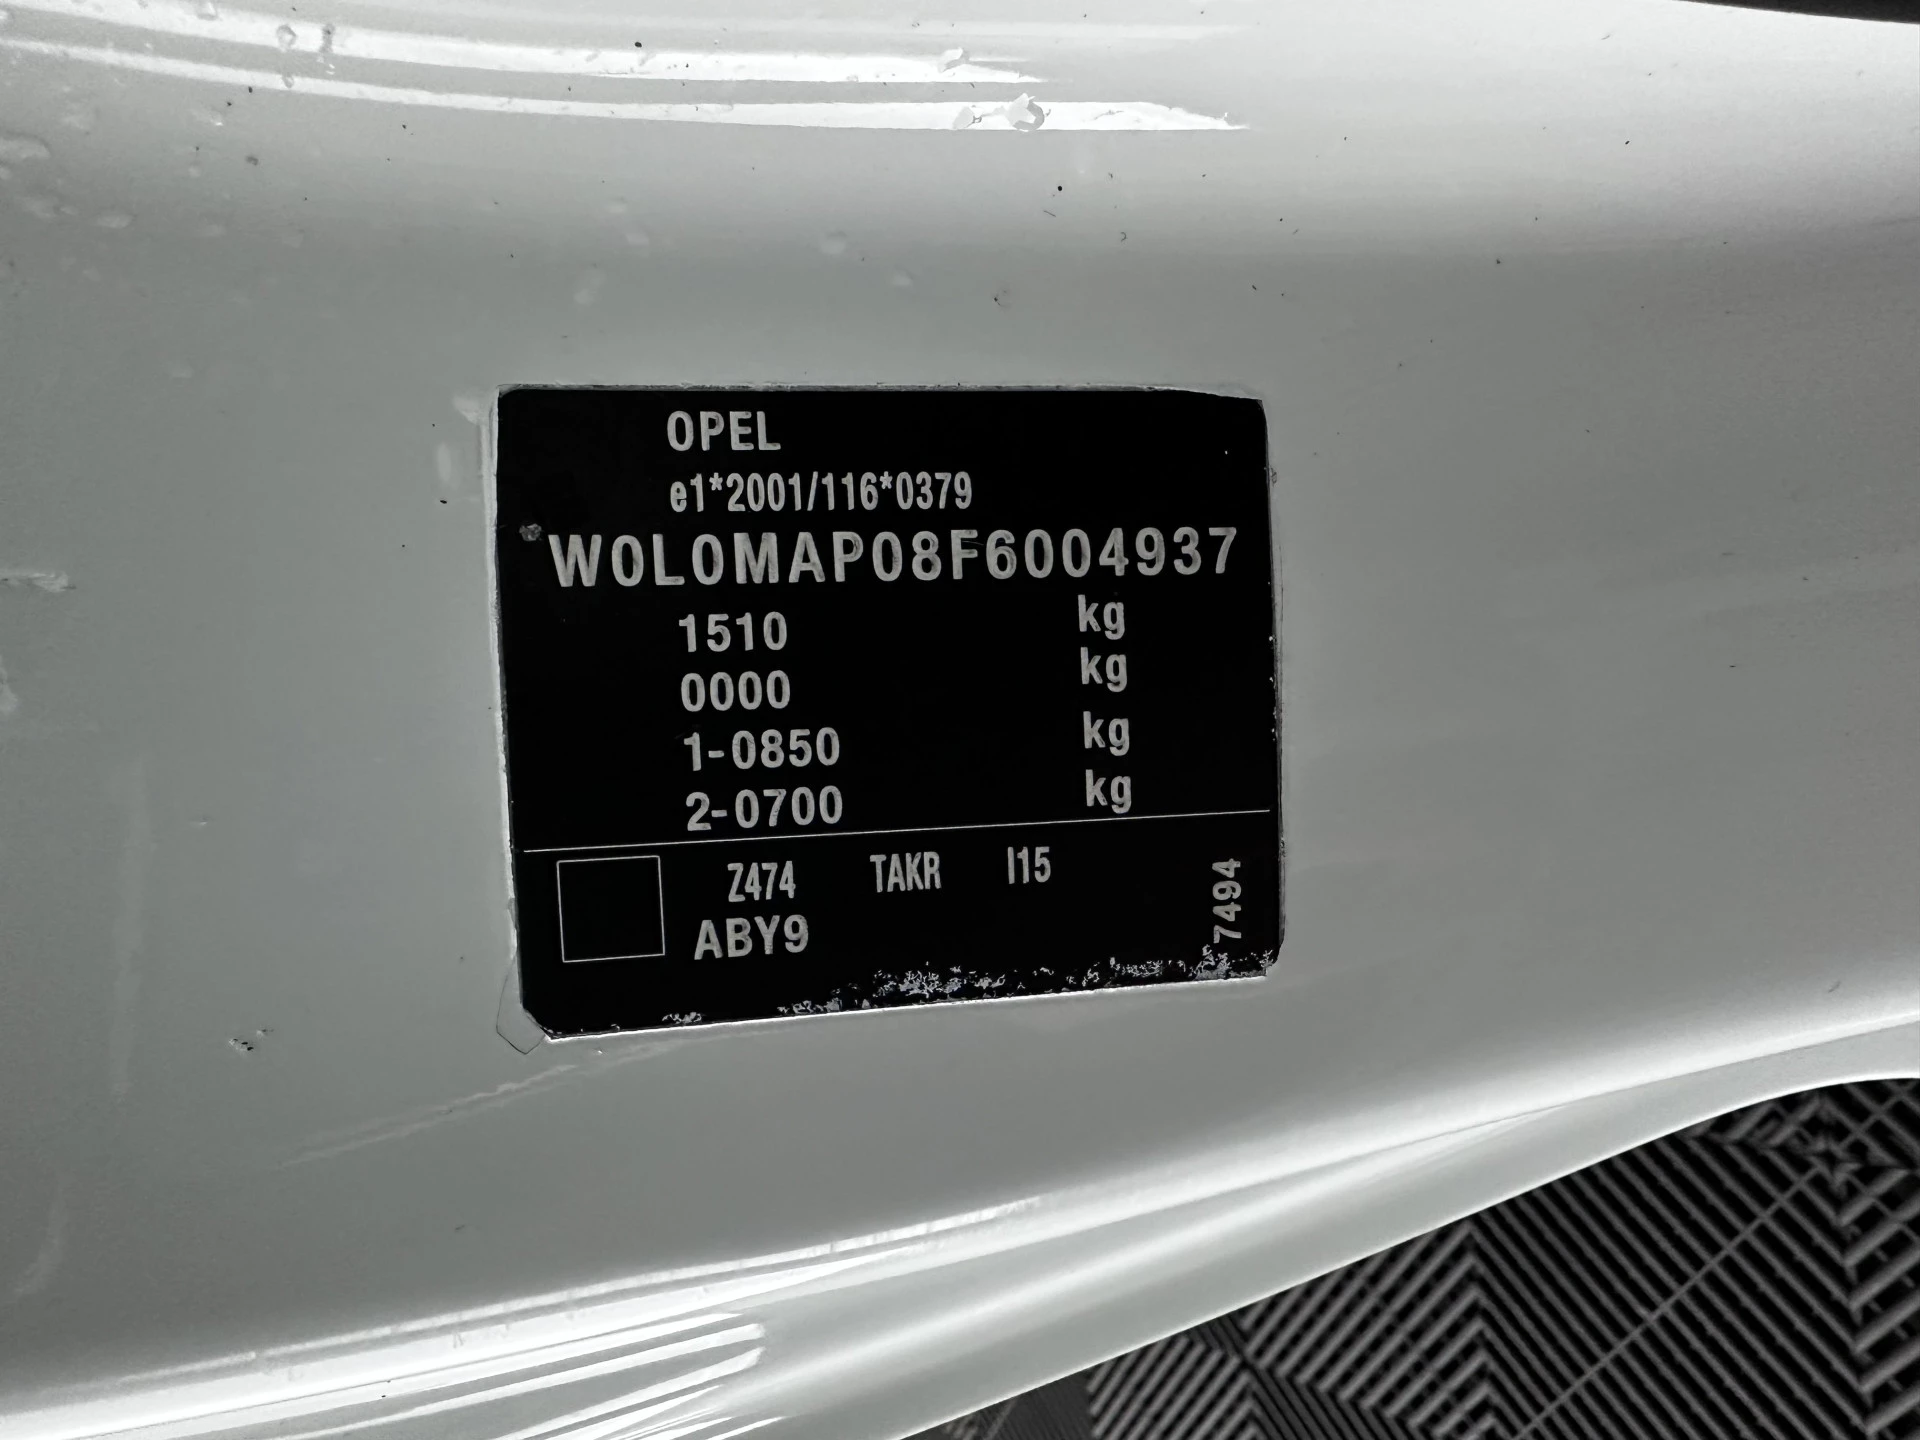 OPEL
e1*2001/116*0379
W0L0MAP08F6004937
1510 kg
0000 kg
1-0850 kg
2-0700 kg
Z474 TAKR I15
ABY9
7494